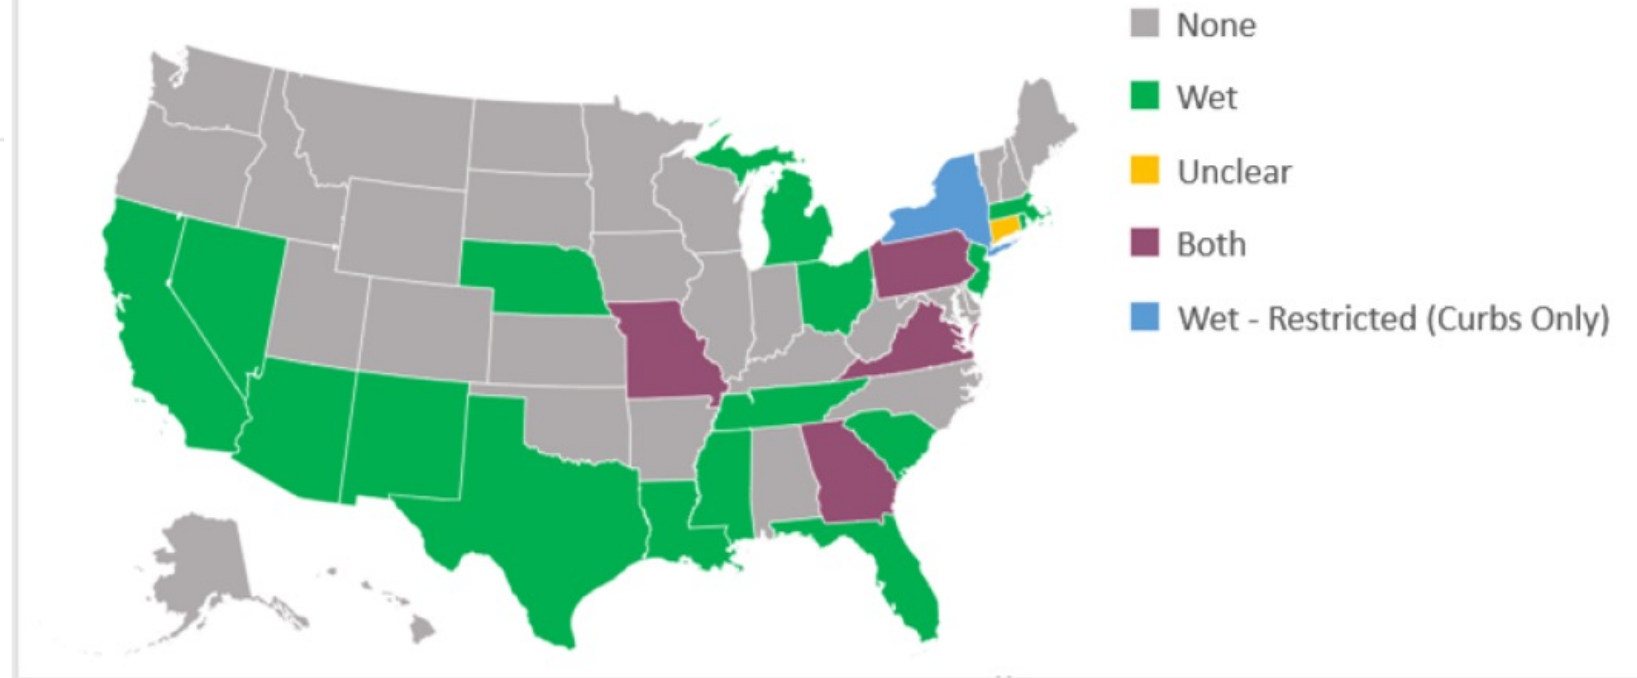 None
Wet
Unclear
Both
Wet - Restricted (Curbs Only)